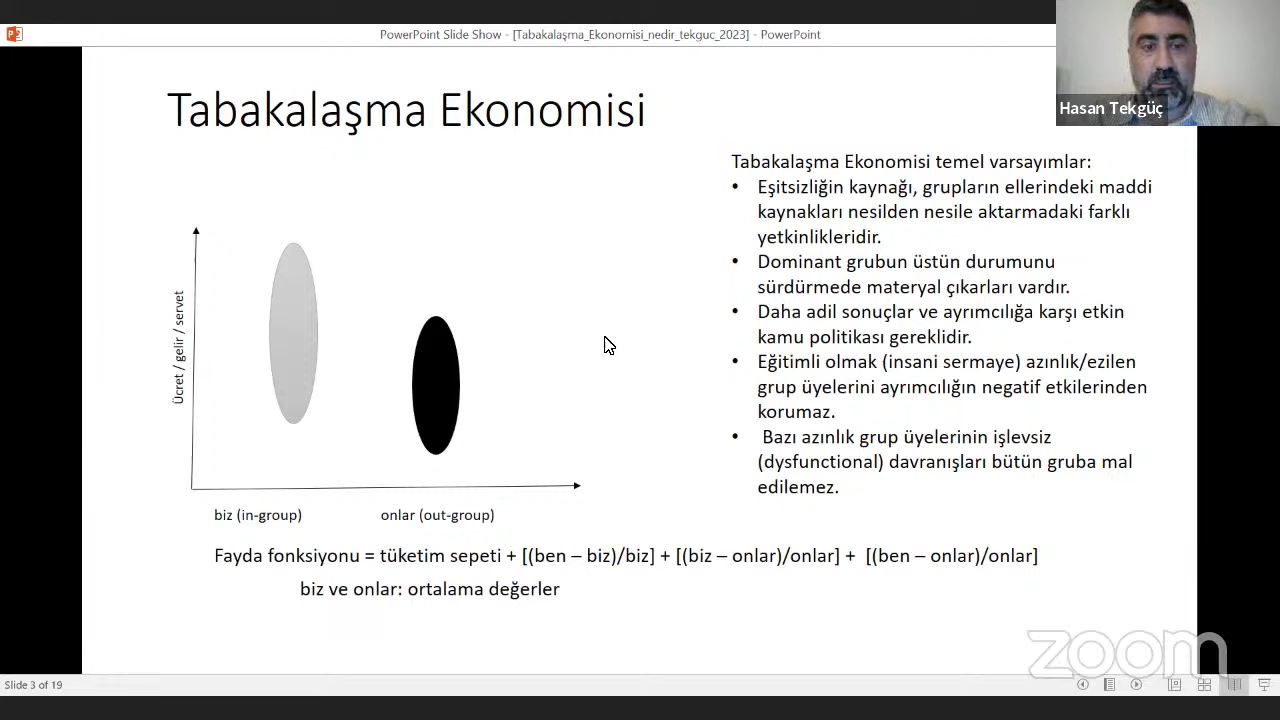 PowerPoint Slide Show - [Tabakalaşma_Ekonomisi_nedir_tekguc_2023] - PowerPoint
Hasan Tekgüç
Tabakalaşma Ekonomisi
Tabakalaşma Ekonomisi temel varsayımlar:
• Eşitsizliğin kaynağı, grupların ellerindeki maddi
kaynakları nesilden nesile aktarmadaki farklı
yetkinlikleridir.
• Dominant grubun üstün durumunu
sürdürmede materyal çıkarları vardır.
• Daha adil sonuçlar ve ayrımcılığa karşı etkin
kamu politikası gereklidir.
• Eğitimli olmak (insani sermaye) azınlık/ezilen
grup üyelerini ayrımcılığın negatif etkilerinden
korumaz.
• Bazı azınlık grup üyelerinin işlevsiz
(dysfunctional) davranışları bütün gruba mal
edilemez.
Ücret / gelir / servet
biz (in-group) onlar (out-group)
Fayda fonksiyonu = tüketim sepeti + [(ben – biz)/biz] + [(biz – onlar)/onlar] + [(ben – onlar)/onlar]
biz ve onlar: ortalama değerler
zoom
Slide 3 of 19